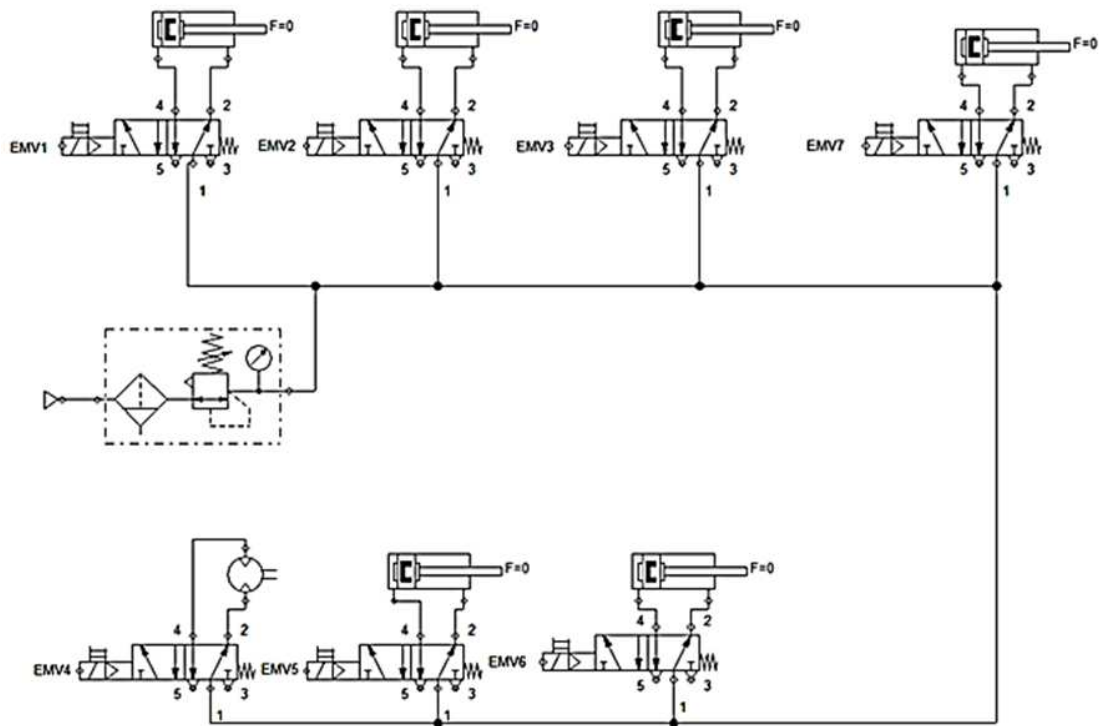 F=0 F=0 F=0 F=0
4 2 4 2 4 2 4 2
EMV1 EMV2 EMV3 EMV7
5 3 5 3 5 3 5 3
1 1 1 1
F=0 F=0
4 2 4 2 4 2
EMV4 EMV5 EMV6
5 3 5 3 5 3
1 1 1